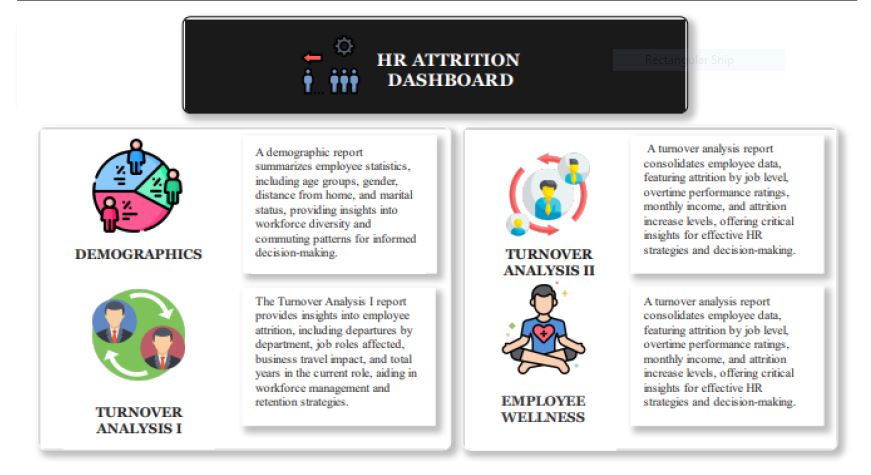 HR ATTRITION
DASHBOARD
Rectangular Snip
DEMOGRAPHICS
A demographic report
summarizes employee statistics,
including age groups, gender,
distance from home, and marital
status, providing insights into
workforce diversity and
commuting patterns for informed
decision-making.
TURNOVER
ANALYSIS I
The Turnover Analysis I report
provides insights into employee
attrition, including departures by
department, job roles affected,
business travel impact, and total
years in the current role, aiding in
workforce management and
retention strategies.
TURNOVER
ANALYSIS II
A turnover analysis report
consolidates employee data,
featuring attrition by job level,
overtime performance ratings,
monthly income, and attrition
increase levels, offering critical
insights for effective HR
strategies and decision-making.
EMPLOYEE
WELLNESS
A turnover analysis report
consolidates employee data,
featuring attrition by job level,
overtime performance ratings,
monthly income, and attrition
increase levels, offering critical
insights for effective HR
strategies and decision-making.